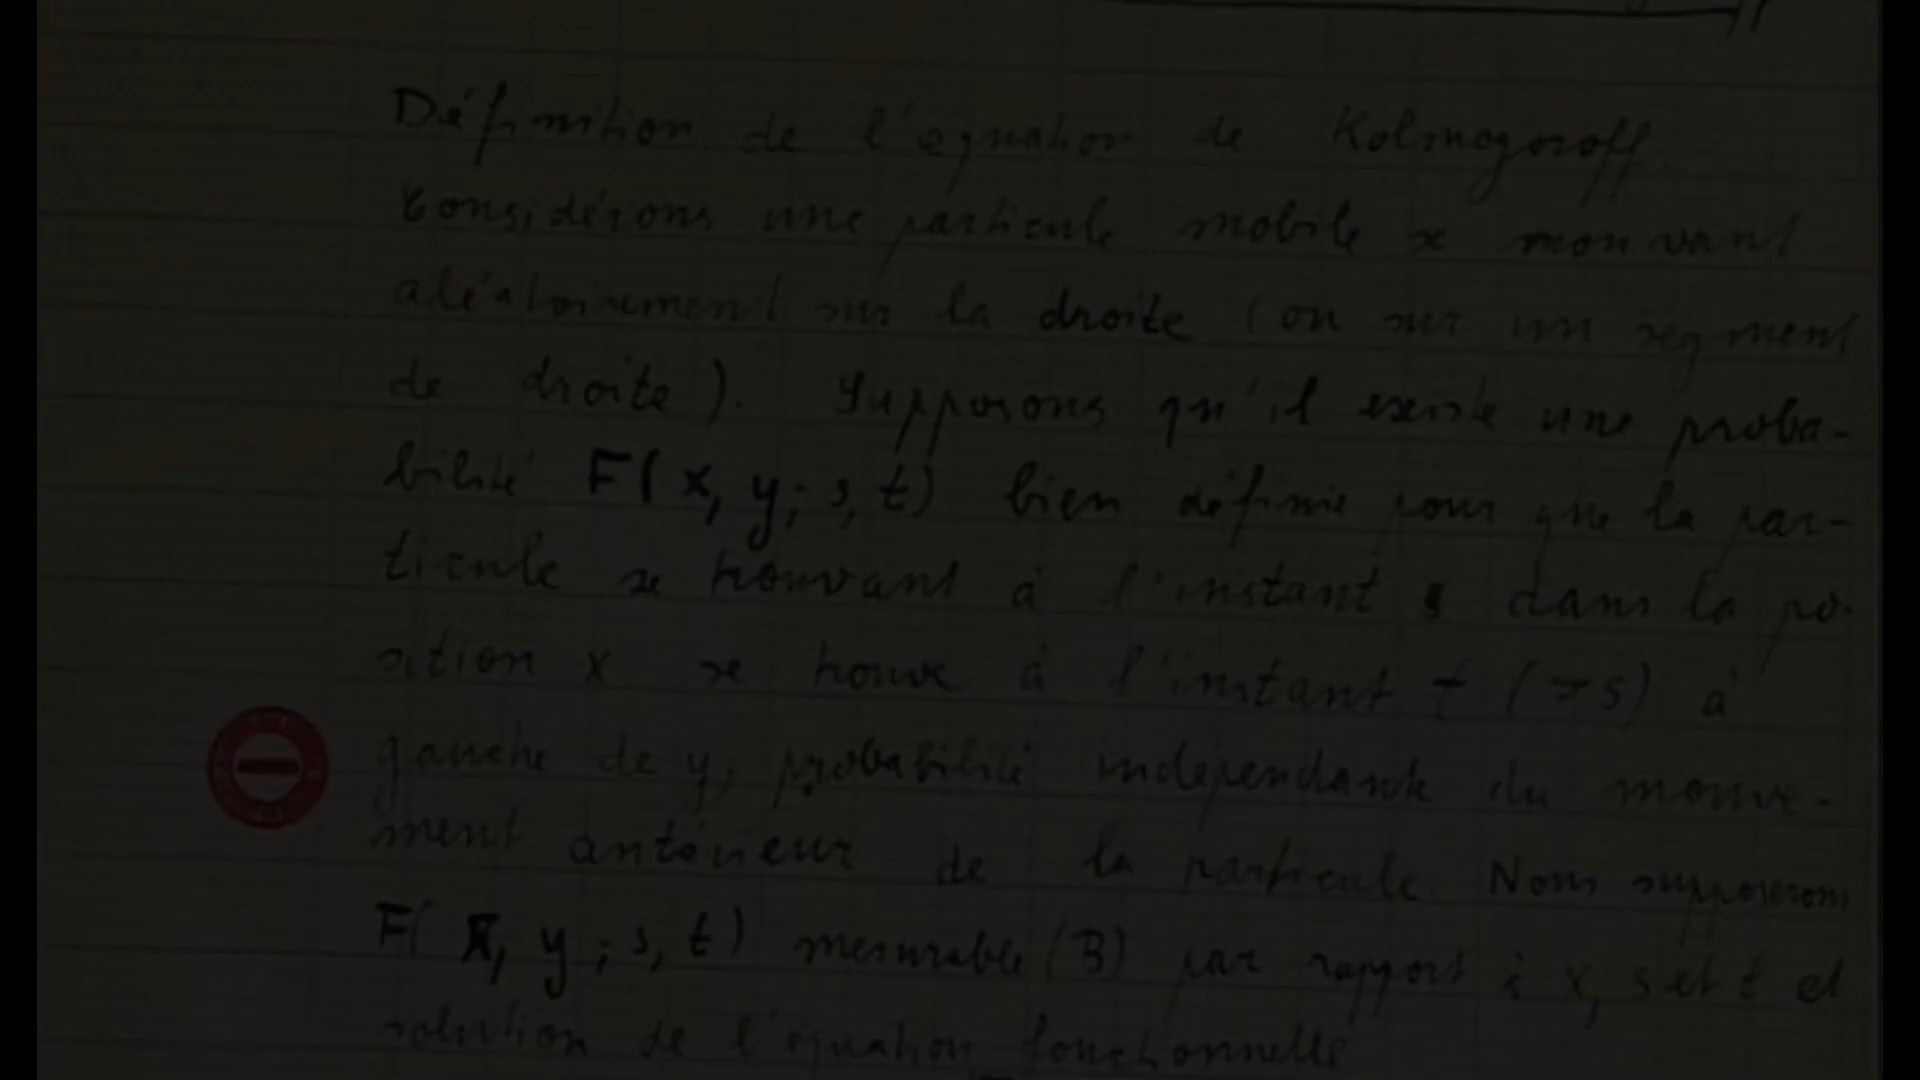 Définition de l'équation de Kolmogoroff
Considérons une particule mobile se mouvant
aléatoirement sur la droite (ou sur un segment
de droite). Supposons qu'il existe une proba-
bilité F(x, y; s, t) bien définie pour que la par-
ticule se trouvant à l'instant s dans la po-
sition x se trouve à l'instant t (>s) à
gauche de y, probabilité indépendante du mouve-
ment antérieur de la particule. Nous supposerons
F(x, y; s, t) mesurable (B) par rapport à x, s et t et
solution de l'équation fonctionnelle